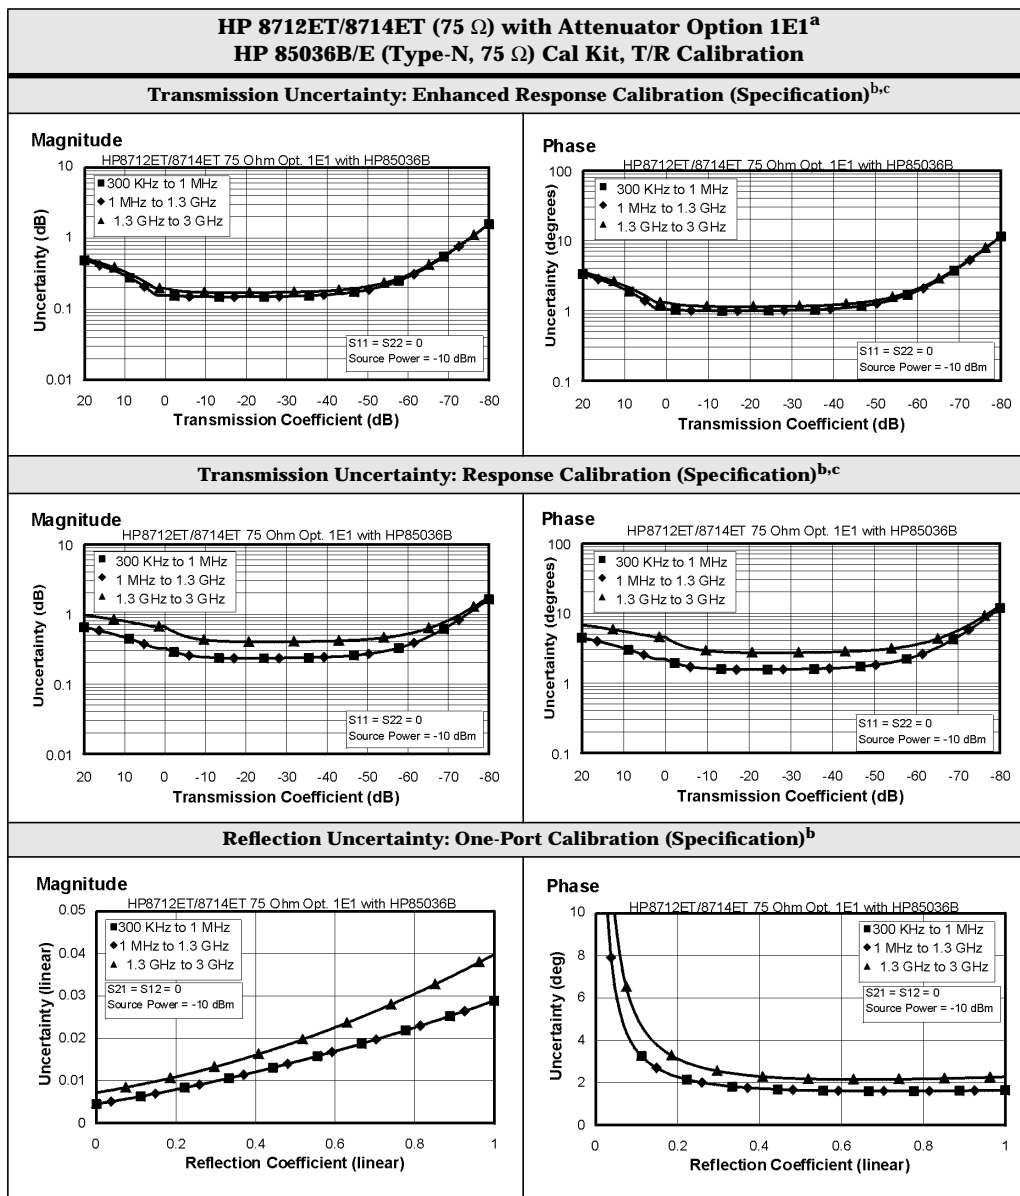 HP 8712ET/8714ET (75 Ω) with Attenuator Option 1E1a
HP 85036B/E (Type-N, 75 Ω) Cal Kit, T/R Calibration
Transmission Uncertainty: Enhanced Response Calibration (Specification)b,c
Magnitude
HP8712ET/8714ET 75 Ohm Opt. 1E1 with HP85036B
10
1
0.1
0.01
Uncertainty (dB)
300 KHz to 1 MHz
1 MHz to 1.3 GHz
1.3 GHz to 3 GHz
S11 = S22 = 0
Source Power = -10 dBm
20 10 0 -10 -20 -30 -40 -50 -60 -70 -80
Transmission Coefficient (dB)
Phase
HP8712ET/8714ET 75 Ohm Opt. 1E1 with HP85036B
100
10
1
0.1
Uncertainty (degrees)
300 KHz to 1 MHz
1 MHz to 1.3 GHz
1.3 GHz to 3 GHz
S11 = S22 = 0
Source Power = -10 dBm
20 10 0 -10 -20 -30 -40 -50 -60 -70 -80
Transmission Coefficient (dB)
Transmission Uncertainty: Response Calibration (Specification)b,c
Magnitude
HP8712ET/8714ET 75 Ohm Opt. 1E1 with HP85036B
10
1
0.1
0.01
Uncertainty (dB)
300 KHz to 1 MHz
1 MHz to 1.3 GHz
1.3 GHz to 3 GHz
S11 = S22 = 0
Source Power = -10 dBm
20 10 0 -10 -20 -30 -40 -50 -60 -70 -80
Transmission Coefficient (dB)
Phase
HP8712ET/8714ET 75 Ohm Opt. 1E1 with HP85036B
100
10
1
0.1
Uncertainty (degrees)
300 KHz to 1 MHz
1 MHz to 1.3 GHz
1.3 GHz to 3 GHz
S11 = S22 = 0
Source Power = -10 dBm
20 10 0 -10 -20 -30 -40 -50 -60 -70 -80
Transmission Coefficient (dB)
Reflection Uncertainty: One-Port Calibration (Specification)b
Magnitude
HP8712ET/8714ET 75 Ohm Opt. 1E1 with HP85036B
0.05
0.04
0.03
0.02
0.01
0
Uncertainty (linear)
300 KHz to 1 MHz
1 MHz to 1.3 GHz
1.3 GHz to 3 GHz
S21 = S12 = 0
Source Power = -10 dBm
0 0.2 0.4 0.6 0.8 1
Reflection Coefficient (linear)
Phase
HP8712ET/8714ET 75 Ohm Opt. 1E1 with HP85036B
10
8
6
4
2
0
Uncertainty (deg)
300 KHz to 1 MHz
1 MHz to 1.3 GHz
1.3 GHz to 3 GHz
S21 = S12 = 0
Source Power = -10 dBm
0 0.2 0.4 0.6 0.8 1
Reflection Coefficient (linear)